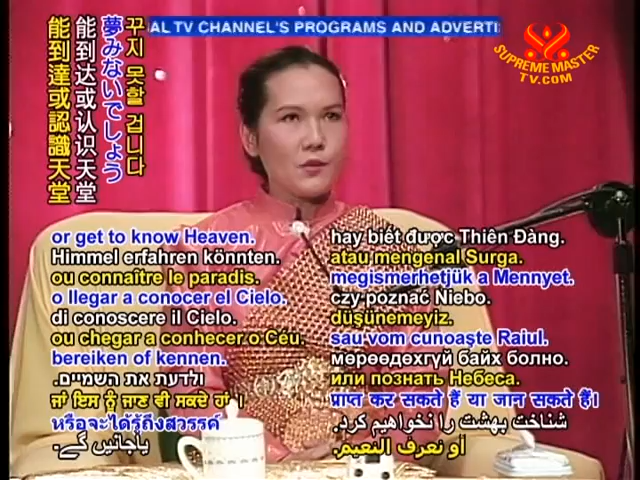 AL TV CHANNEL'S PROGRAMS AND ADVERTI
SUPREME MASTER
TV.COM
꾸지 못할 겁니다
夢みないでしょう
能到达或认识天堂
能到達或認識天堂
or get to know Heaven.
Himmel erfahren könnten.
ou connaître le paradis.
o llegar a conocer el Cielo.
di conoscere il Cielo.
ou chegar a conhecer o Céu.
bereiken of kennen.
ולדעת את השמיים.
ਜਾਂ ਇਸ ਨੂੰ ਜਾਣ ਵੀ ਸਕਦੇ ਹਾਂ ।
หรือจะได้รู้ถึงสวรรค์
یا جانیں گے۔
hay biết được Thiên Đàng.
atau mengenal Surga.
megismerhetjük a Mennyet.
czy poznać Niebo.
düşünemeyiz.
sau vom cunoaşte Raiul.
мөрөөдөхгүй байх болно.
или познать Небеса.
प्राप्त कर सकते हैं या जान सकते हैं।
شناخت بهشت را نخواهیم کرد.
أو نعرف النعيم.